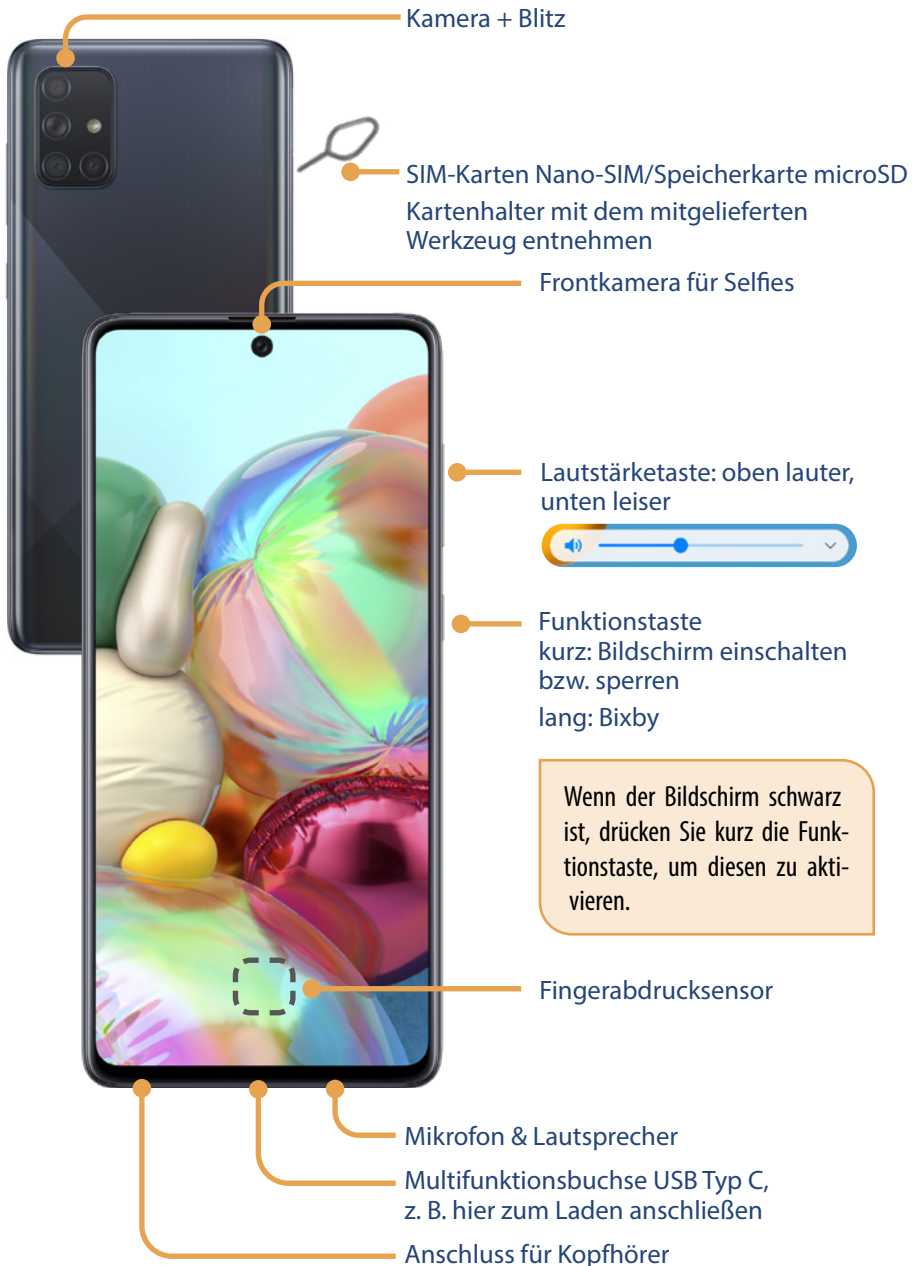 Kamera + Blitz
SIM-Karten Nano-SIM/Speicherkarte microSD
Kartenhalter mit dem mitgelieferten
Werkzeug entnehmen
Frontkamera für Selfies
Lautstärketaste: oben lauter,
unten leiser
Funktionstaste
kurz: Bildschirm einschalten
bzw. sperren
lang: Bixby
Wenn der Bildschirm schwarz
ist, drücken Sie kurz die Funk-
tionstaste, um diesen zu akti-
vieren.
Fingerabdrucksensor
Mikrofon & Lautsprecher
Multifunktionsbuchse USB Typ C,
z. B. hier zum Laden anschließen
Anschluss für Kopfhörer